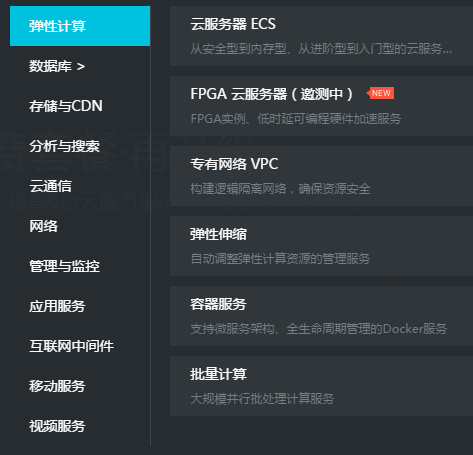 弹性计算
数据库 >
存储与CDN
分析与搜索
云通信
网络
管理与监控
应用服务
互联网中间件
移动服务
视频服务
云服务器 ECS
从安全型到内存型、从进阶型到入门型的云服务...
FPGA 云服务器（邀测中） NEW
FPGA实例、低时延可编程硬件加速服务
专有网络 VPC
构建逻辑隔离网络，确保资源安全
弹性伸缩
自动调整弹性计算资源的管理服务
容器服务
支持微服务架构、全生命周期管理的Docker服务
批量计算
大规模并行批处理计算服务